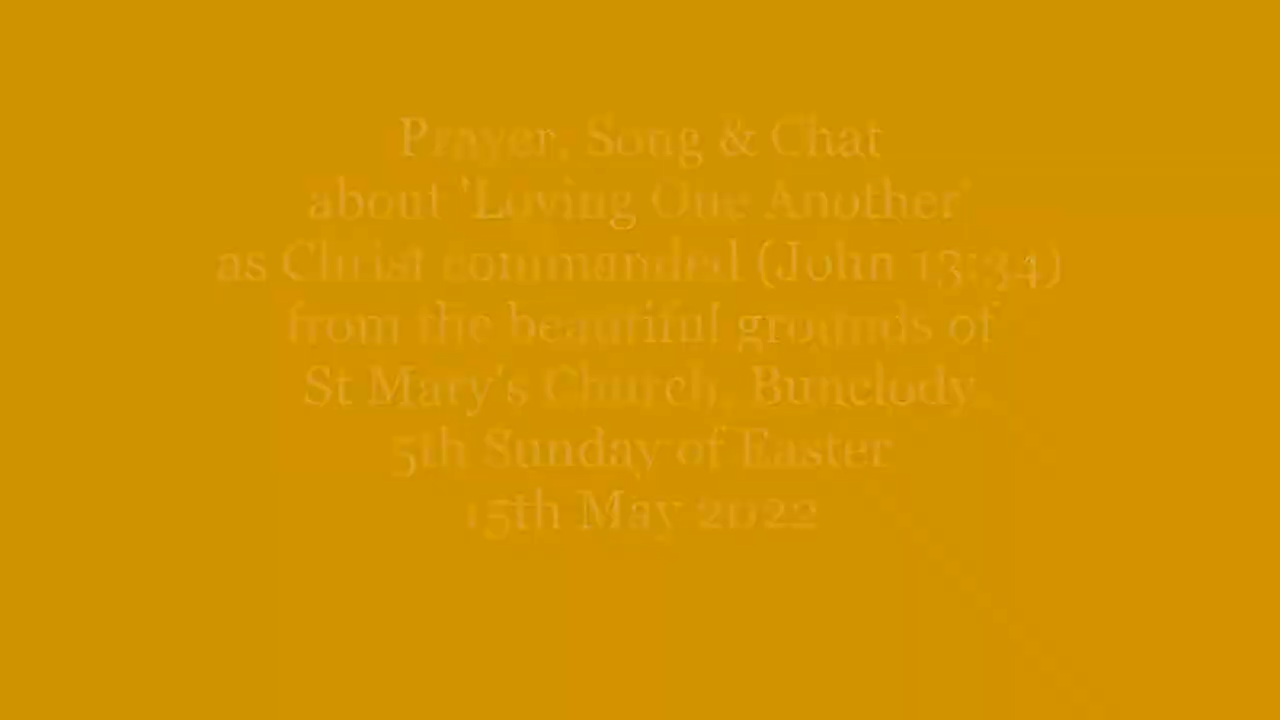 Prayer, Song & Chat
about 'Loving One Another'
as Christ commanded (John 13:34)
from the beautiful grounds of
St Mary's Church, Bunclody.
5th Sunday of Easter
15th May 2022